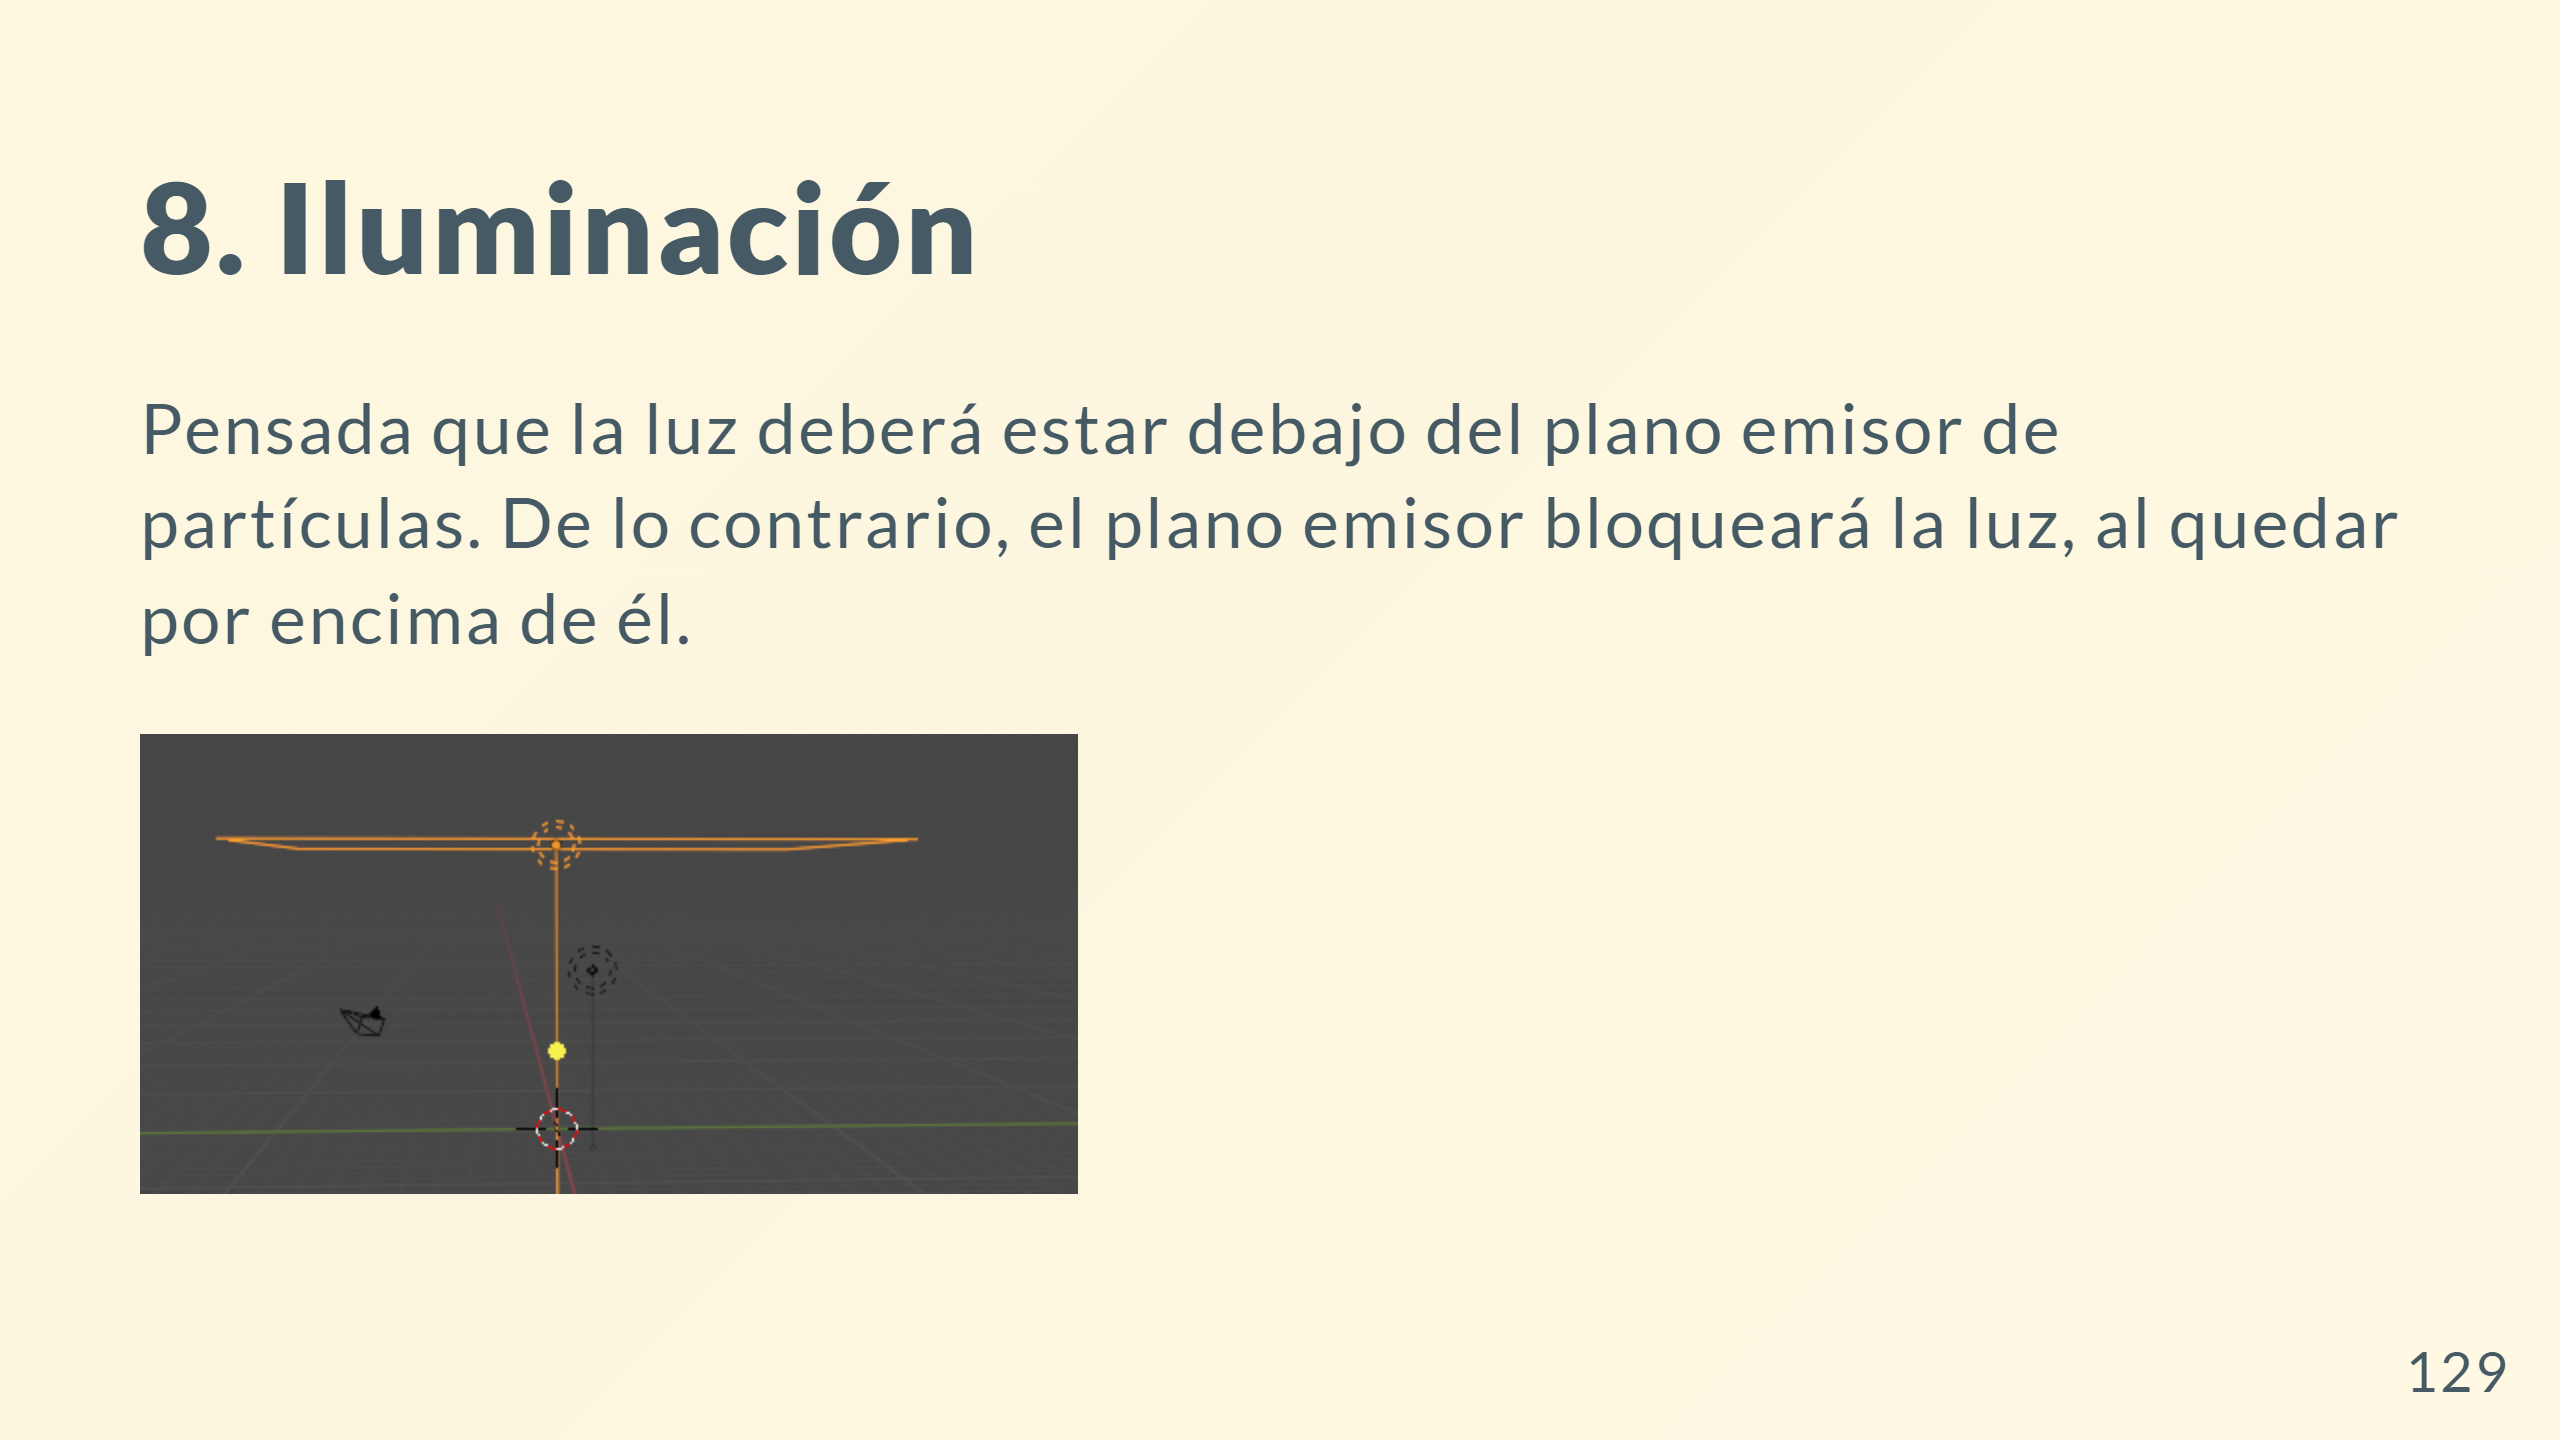 8. Iluminación
Pensada que la luz deberá estar debajo del plano emisor de
partículas. De lo contrario, el plano emisor bloqueará la luz, al quedar
por encima de él.
129